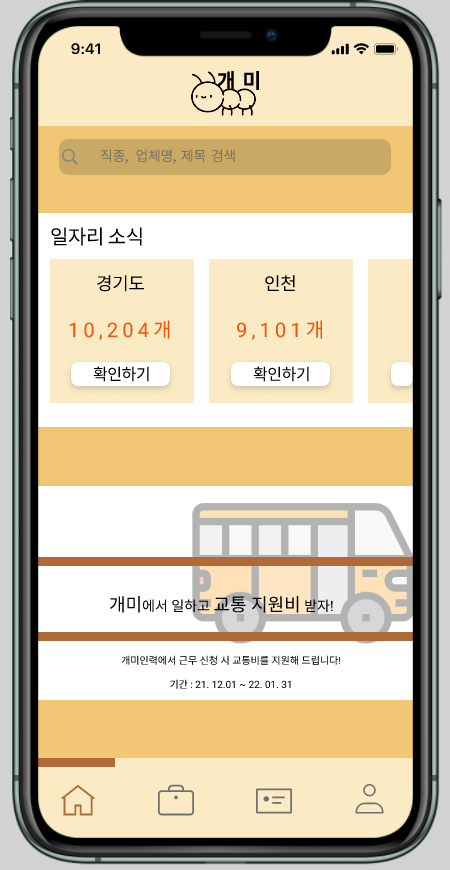 9:41
개 미
직종, 업체명, 제목 검색
일자리 소식
경기도
인천
10,204개
9,101개
확인하기
확인하기
개미에서 일하고 교통 지원비 받자!
개미인력에서 근무 신청 시 교통비를 지원해 드립니다!
기간 : 21. 12.01 ~ 22. 01. 31